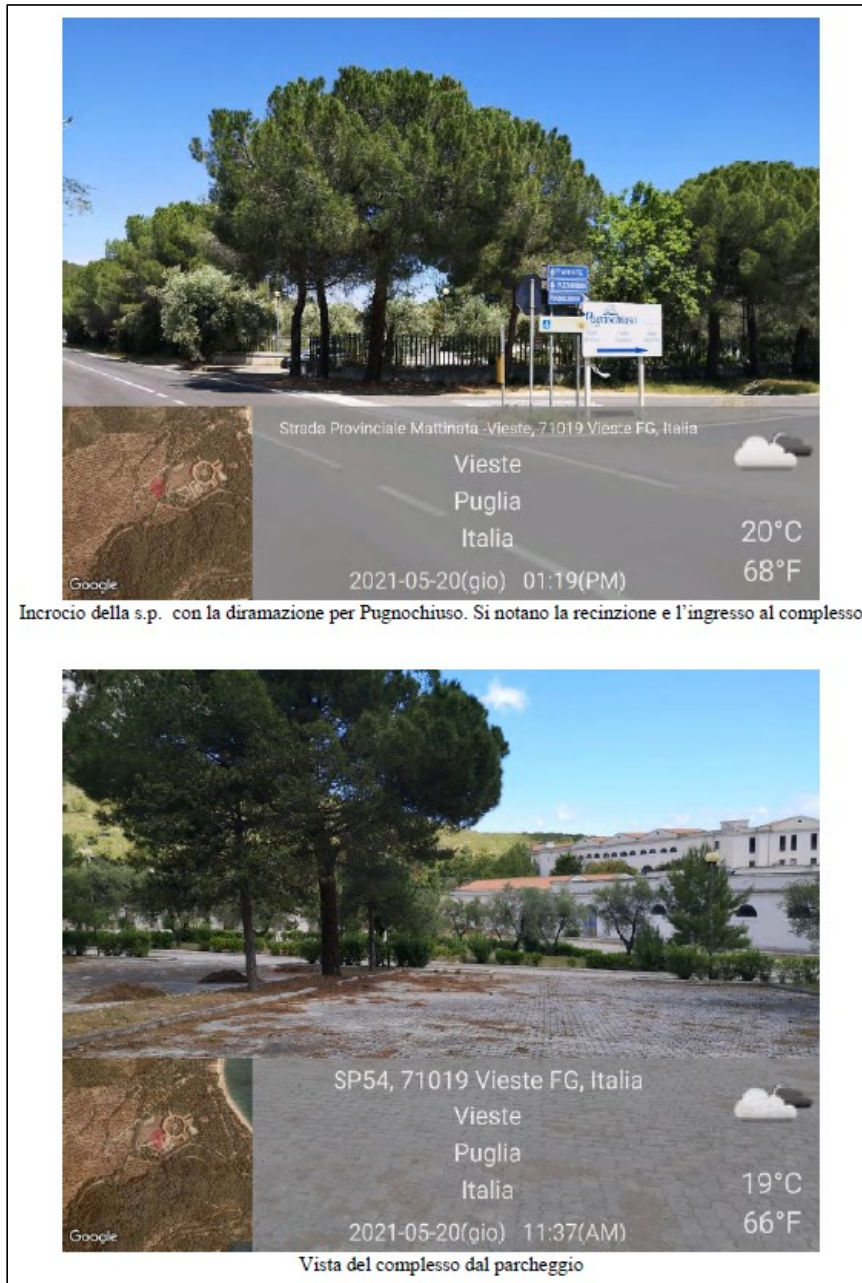 Pugnochiuso
Strada Provinciale Mattinata -Vieste, 71019 Vieste FG, Italia
Vieste
Puglia
Italia
20°C
68°F
2021-05-20(gio) 01:19(PM)
Google
Incrocio della s.p. con la diramazione per Pugnochiuso. Si notano la recinzione e l'ingresso al complesso
SP54, 71019 Vieste FG, Italia
Vieste
Puglia
Italia
19°C
66°F
2021-05-20(gio) 11:37(AM)
Google
Vista del complesso dal parcheggio